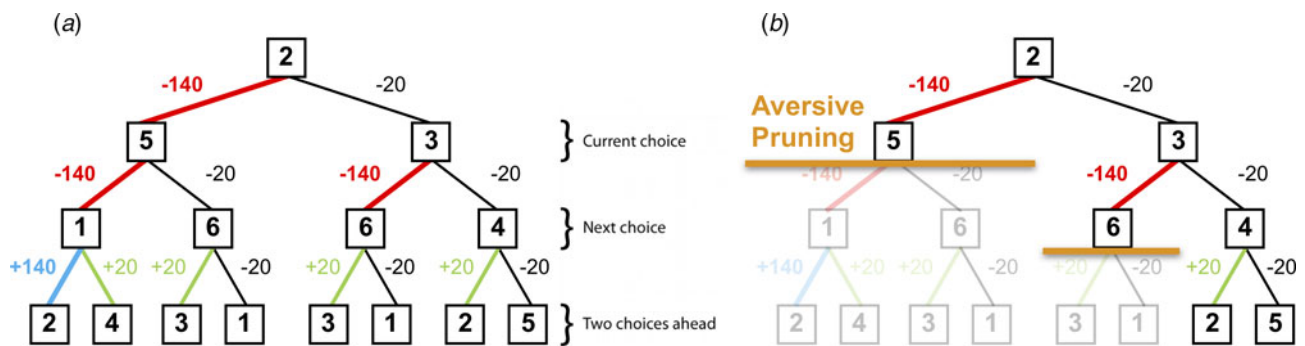 (a)
2
-140 -20
5 3 Current choice
-140 -20 -140 -20
1 6 6 4 Next choice
+140 +20 +20 -20 +20 -20 +20 -20
2 4 3 1 3 1 2 5 Two choices ahead
(b)
2
-140 -20
Aversive
Pruning
5 3
-140 -20 -140 -20
1 6 6 4
+140 +20 +20 -20 +20 -20 +20 -20
2 4 3 1 3 1 2 5